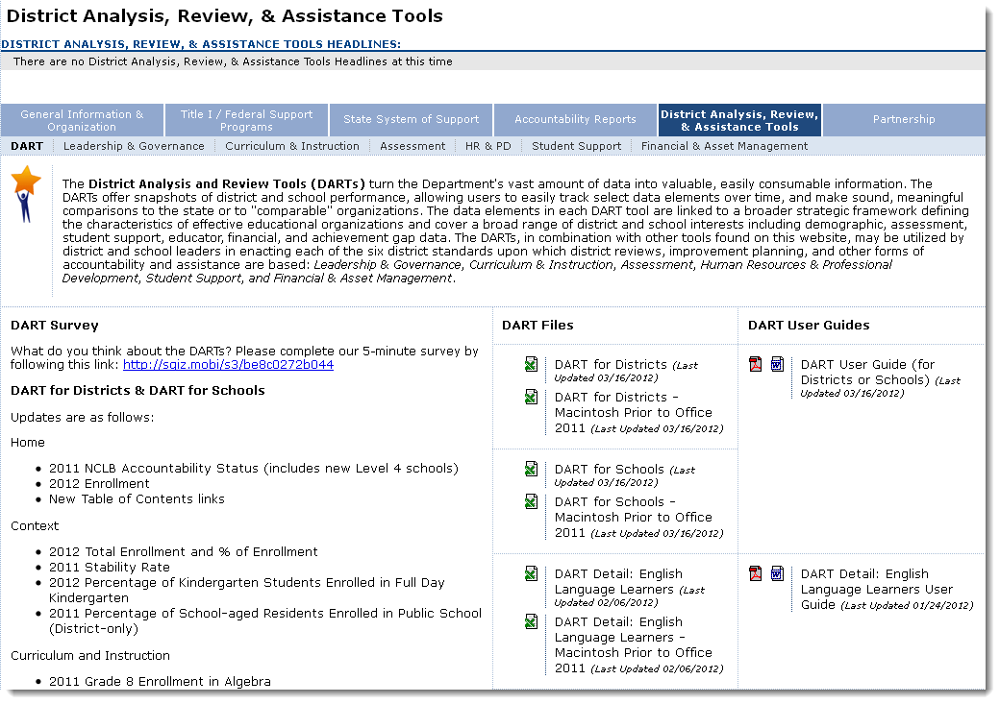 District Analysis, Review, & Assistance Tools
DISTRICT ANALYSIS, REVIEW, & ASSISTANCE TOOLS HEADLINES:
There are no District Analysis, Review, & Assistance Tools Headlines at this time
General Information &
Organization
Title I / Federal Support
Programs
State System of Support
Accountability Reports
District Analysis, Review,
& Assistance Tools
Partnership
DART
Leadership & Governance
Curriculum & Instruction
Assessment
HR & PD
Student Support
Financial & Asset Management
The District Analysis and Review Tools (DARTs) turn the Department's vast amount of data into valuable, easily consumable information. The
DARTs offer snapshots of district and school performance, allowing users to easily track select data elements over time, and make sound, meaningful
comparisons to the state or to "comparable" organizations. The data elements in each DART tool are linked to a broader strategic framework defining
the characteristics of effective educational organizations and cover a broad range of district and school interests including demographic, assessment,
student support, educator, financial, and achievement gap data. The DARTs, in combination with other tools found on this website, may be utilized by
district and school leaders in enacting each of the six district standards upon which district reviews, improvement planning, and other forms of
accountability and assistance are based: Leadership & Governance, Curriculum & Instruction, Assessment, Human Resources & Professional
Development, Student Support, and Financial & Asset Management.
DART Survey
What do you think about the DARTs? Please complete our 5-minute survey by
following this link: http://sgiz.mobi/s3/be8c0272b044
DART for Districts & DART for Schools
Updates are as follows:
Home
• 2011 NCLB Accountability Status (includes new Level 4 schools)
• 2012 Enrollment
• New Table of Contents links
Context
• 2012 Total Enrollment and % of Enrollment
• 2011 Stability Rate
• 2012 Percentage of Kindergarten Students Enrolled in Full Day
Kindergarten
• 2011 Percentage of School-aged Residents Enrolled in Public School
(District-only)
Curriculum and Instruction
• 2011 Grade 8 Enrollment in Algebra
DART Files
DART for Districts (Last
Updated 03/16/2012)
DART for Districts -
Macintosh Prior to Office
2011 (Last Updated 03/16/2012)
DART for Schools (Last
Updated 03/16/2012)
DART for Schools -
Macintosh Prior to Office
2011 (Last Updated 03/16/2012)
DART Detail: English
Language Learners (Last
Updated 02/06/2012)
DART Detail: English
Language Learners -
Macintosh Prior to Office
2011 (Last Updated 02/06/2012)
DART User Guides
DART User Guide (for
Districts or Schools) (Last
Updated 03/16/2012)
DART Detail: English
Language Learners User
Guide (Last Updated 01/24/2012)